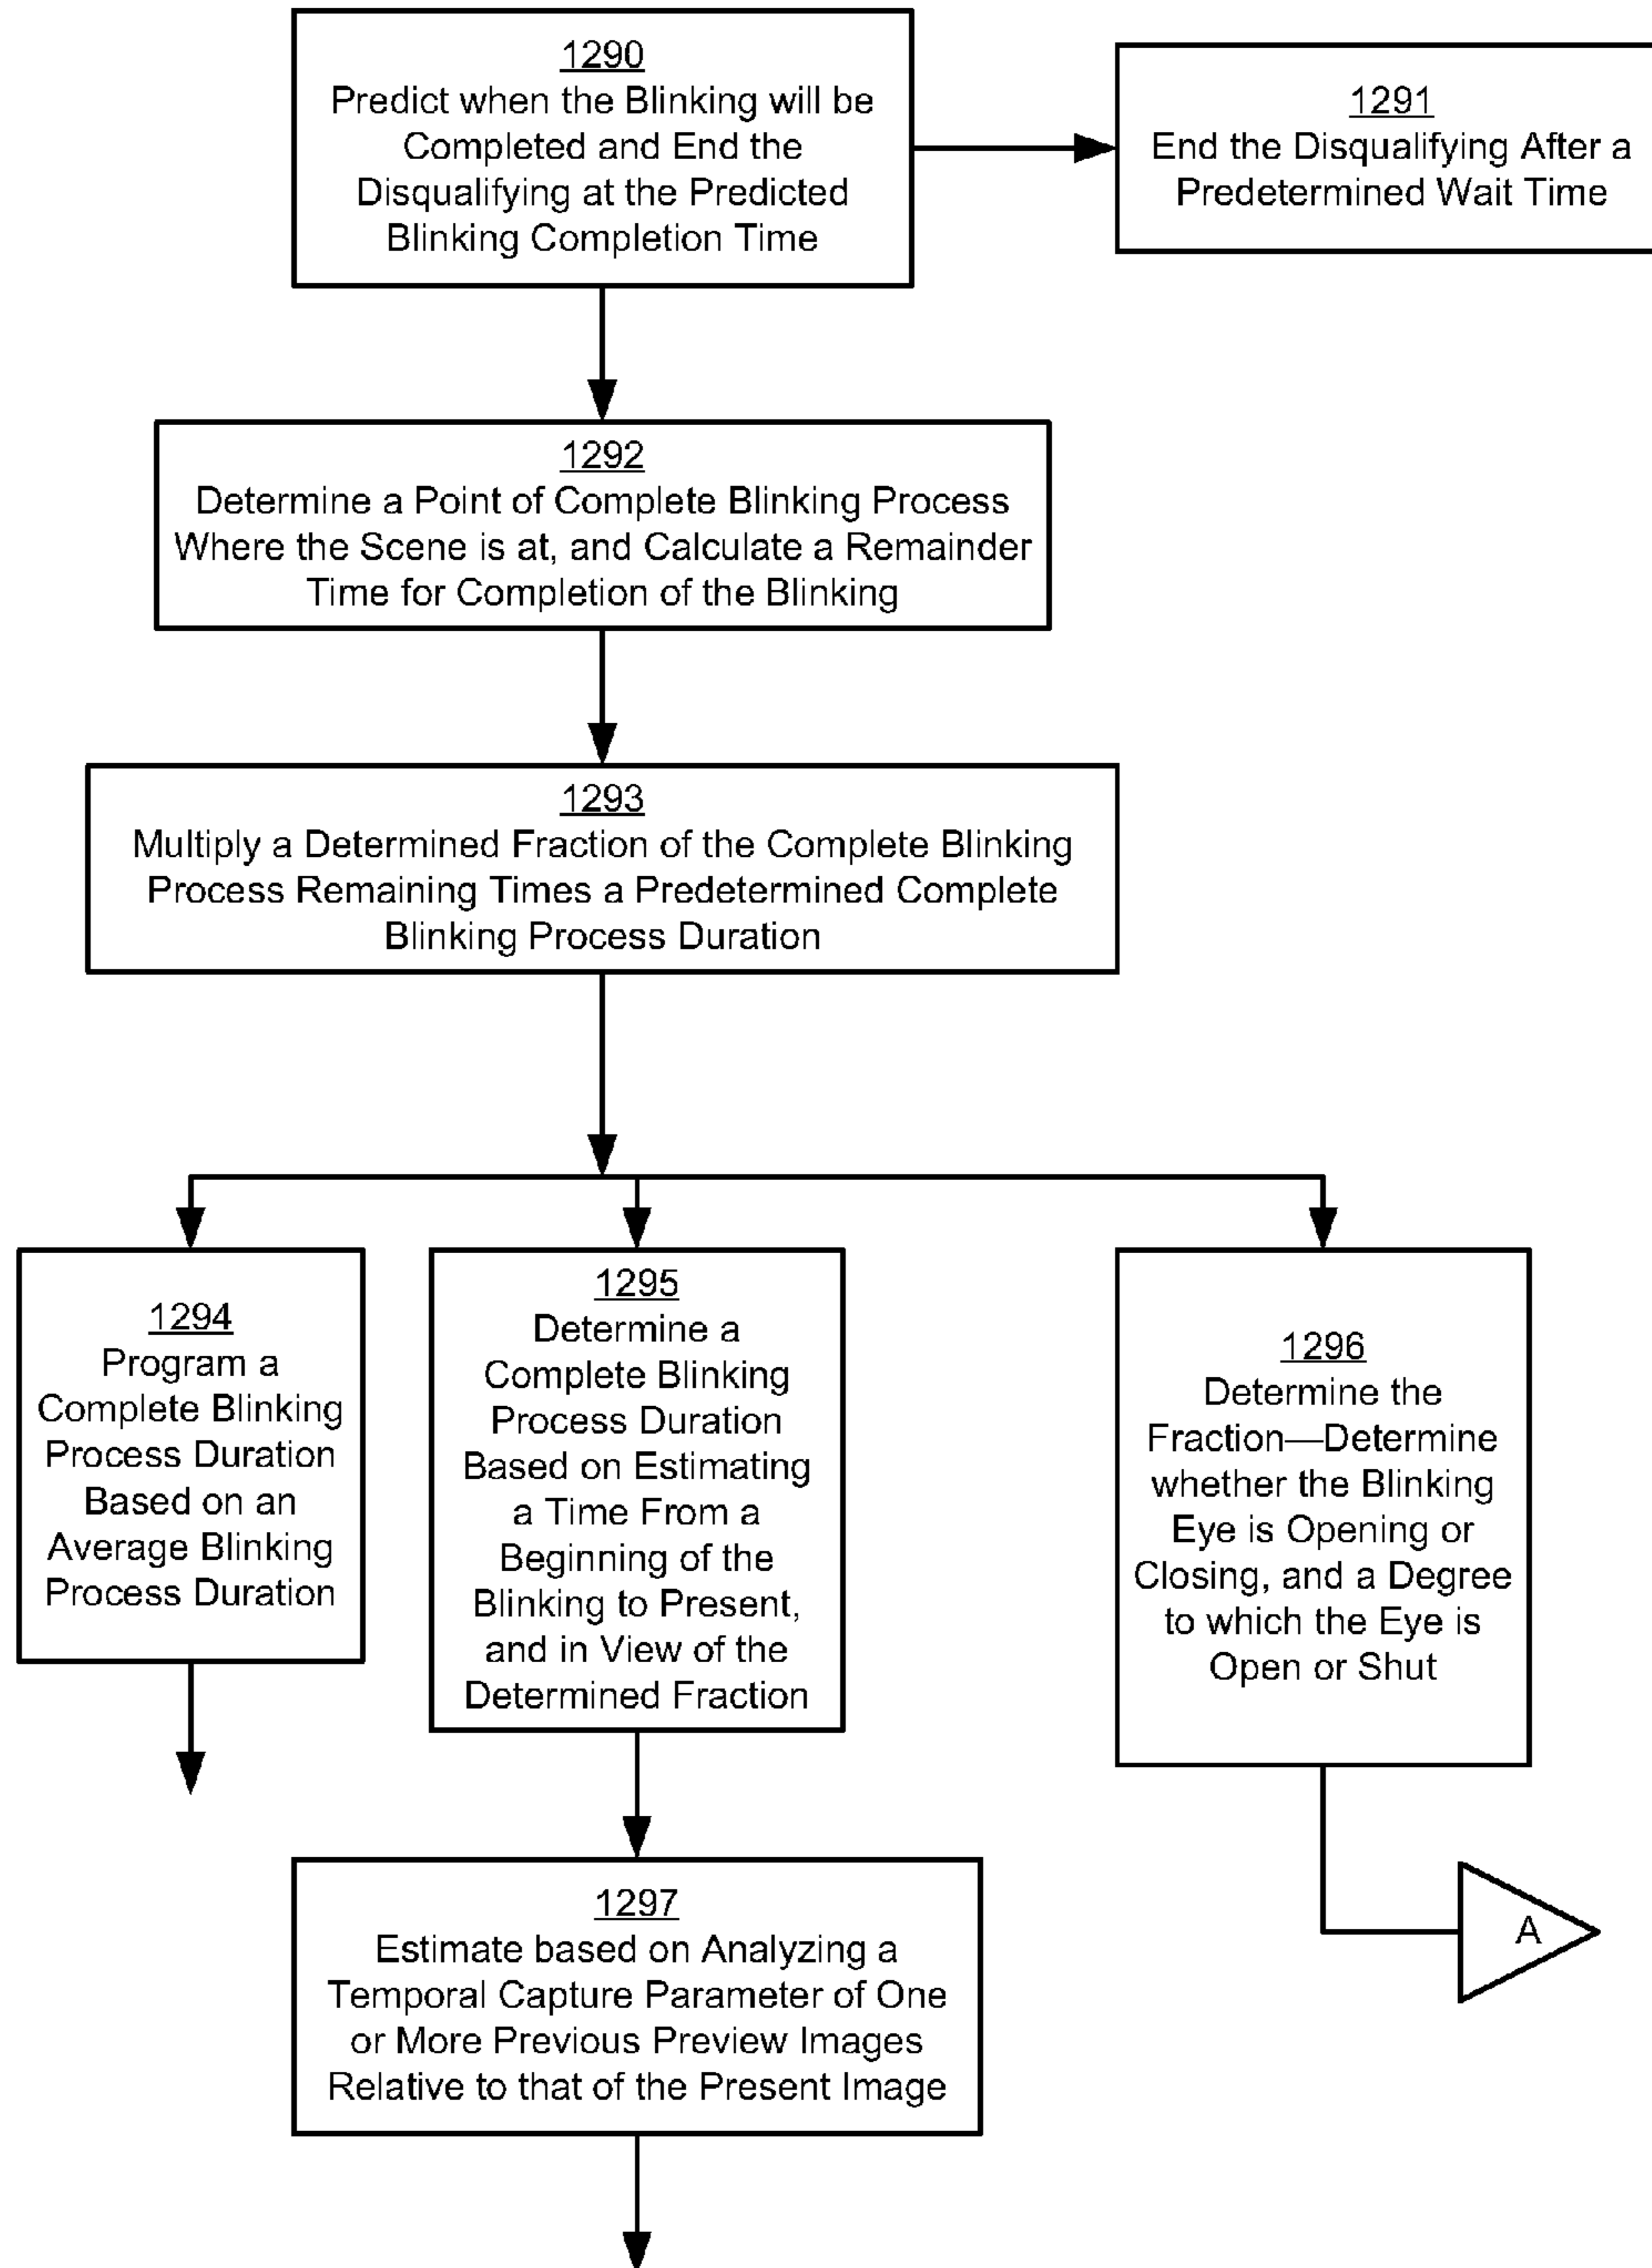 1290
Predict when the Blinking will be
Completed and End the
Disqualifying at the Predicted
Blinking Completion Time
1291
End the Disqualifying After a
Predetermined Wait Time
1292
Determine a Point of Complete Blinking Process
Where the Scene is at, and Calculate a Remainder
Time for Completion of the Blinking
1293
Multiply a Determined Fraction of the Complete Blinking
Process Remaining Times a Predetermined Complete
Blinking Process Duration
1294
Program a
Complete Blinking
Process Duration
Based on an
Average Blinking
Process Duration
1295
Determine a
Complete Blinking
Process Duration
Based on Estimating
a Time From a
Beginning of the
Blinking to Present,
and in View of the
Determined Fraction
1296
Determine the
Fraction—Determine
whether the Blinking
Eye is Opening or
Closing, and a Degree
to which the Eye is
Open or Shut
1297
Estimate based on Analyzing a
Temporal Capture Parameter of One
or More Previous Preview Images
Relative to that of the Present Image
A